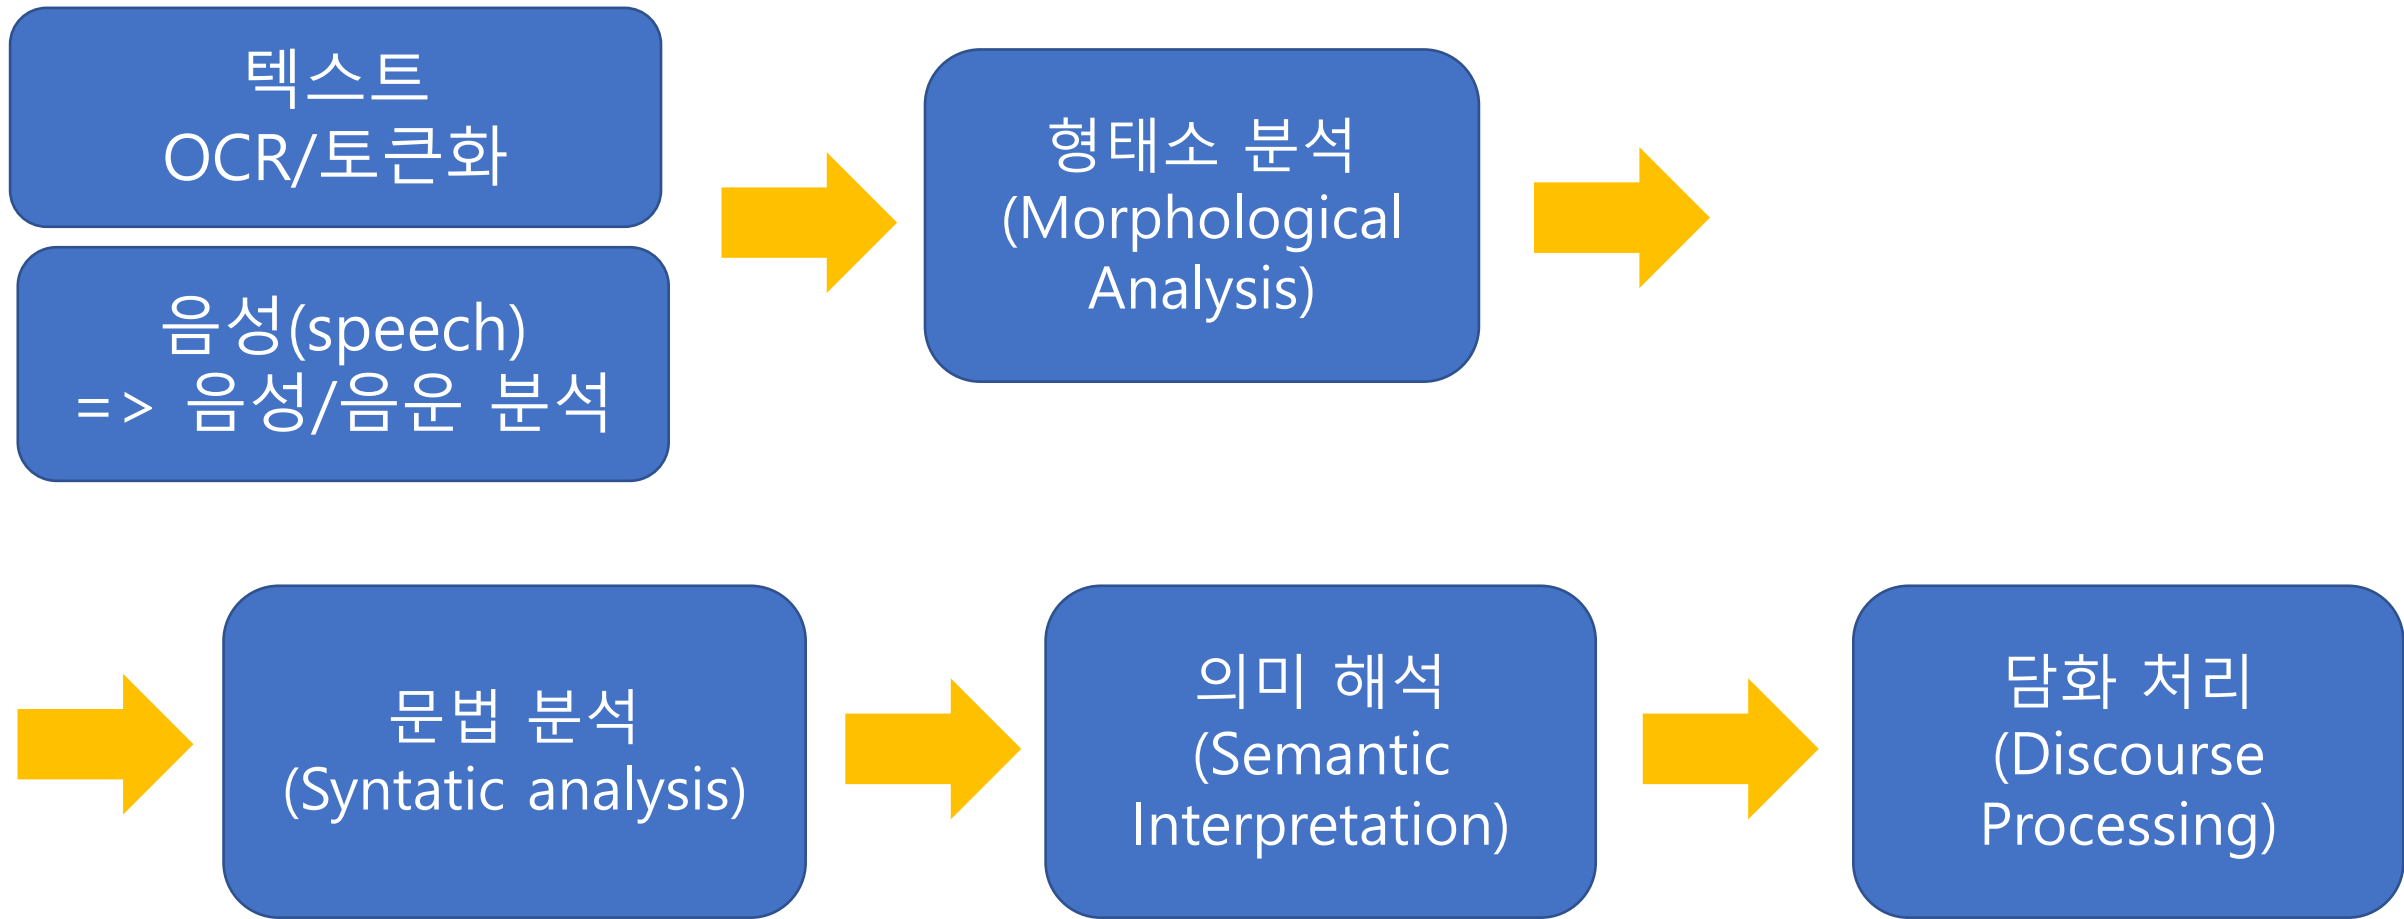 텍스트
OCR/토큰화
음성(speech)
=> 음성/음운 분석
형태소 분석
(Morphological
Analysis)
문법 분석
(Syntatic analysis)
의미 해석
(Semantic
Interpretation)
담화 처리
(Discourse
Processing)